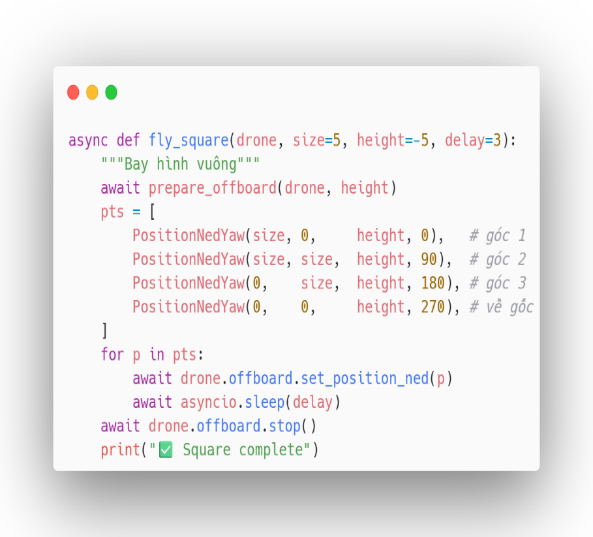 async def fly_square(drone, size=5, height=-5, delay=3):
    """Bay hình vuông"""
    await prepare_offboard(drone, height)
    pts = [
        PositionNedYaw(size, 0,     height, 0),   # góc 1
        PositionNedYaw(size, size,  height, 90),  # góc 2
        PositionNedYaw(0,    size,  height, 180), # góc 3
        PositionNedYaw(0,    0,     height, 270), # về gốc
    ]
    for p in pts:
        await drone.offboard.set_position_ned(p)
        await asyncio.sleep(delay)
    await drone.offboard.stop()
    print("✅ Square complete")